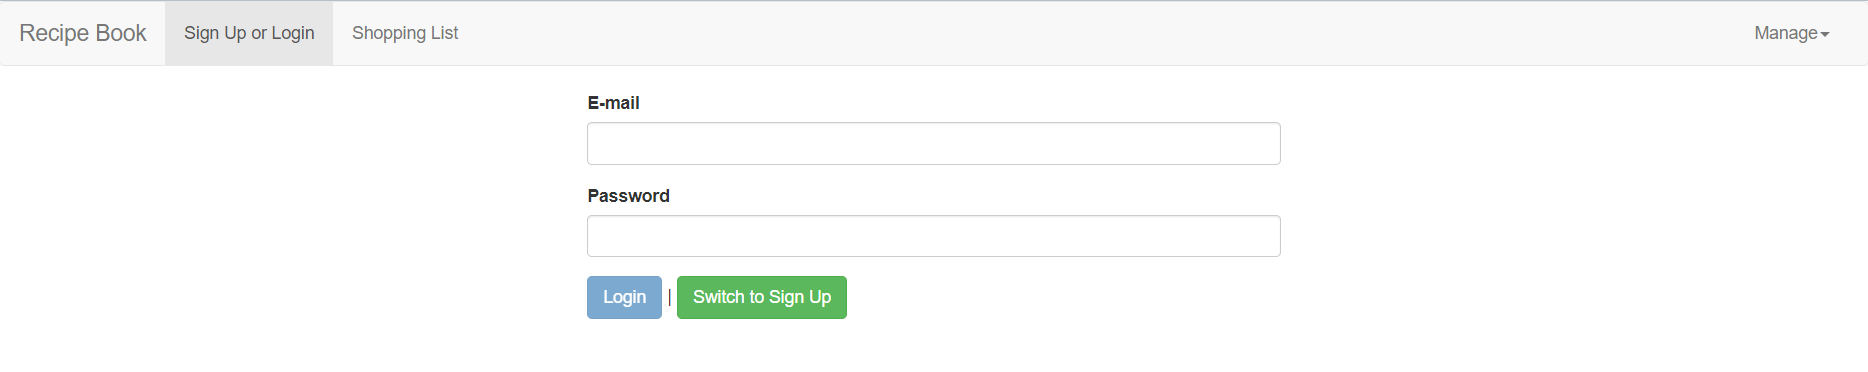 Recipe Book Sign Up or Login Shopping List Manage
E-mail
Password
Login | Switch to Sign Up